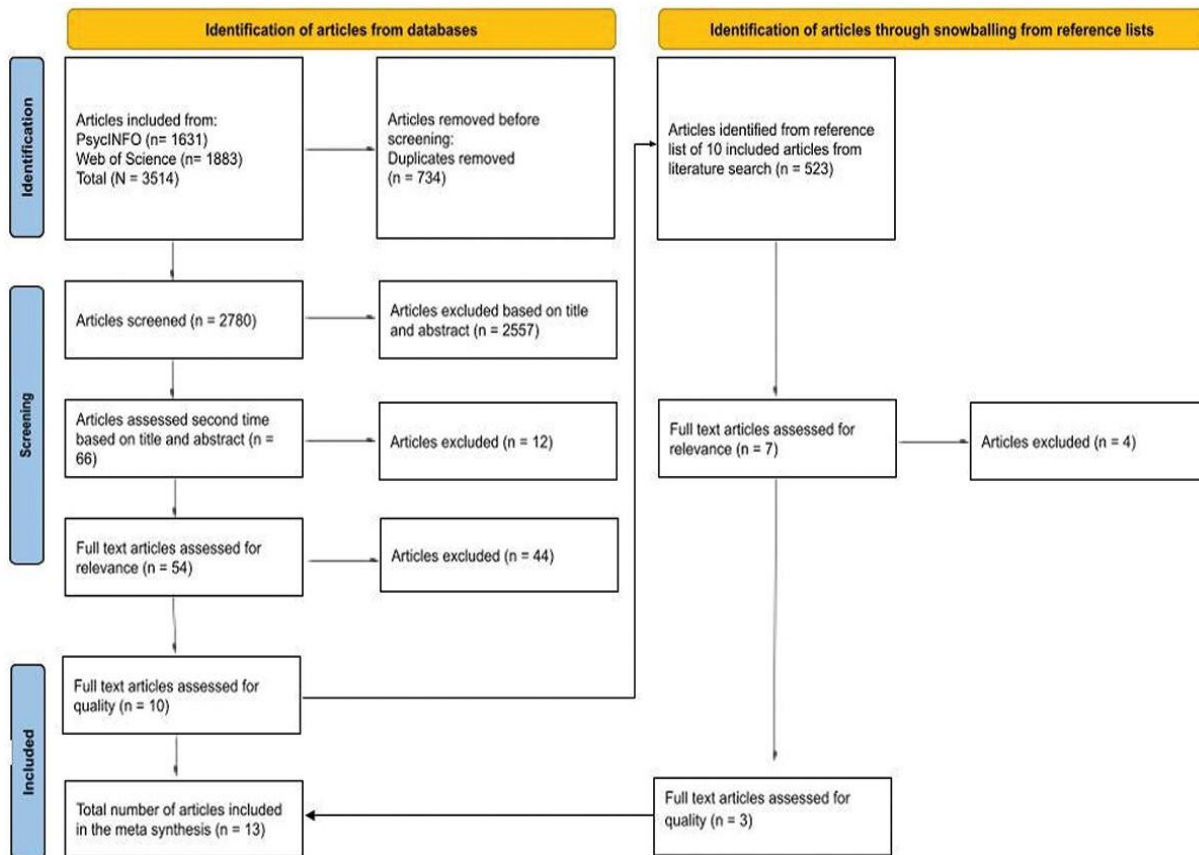 Identification of articles from databases
Identification of articles through snowballing from reference lists
Identification
Articles included from:
PsycINFO (n= 1631)
Web of Science (n= 1883)
Total (N = 3514)
Articles removed before
screening:
Duplicates removed
(n = 734)
Articles identified from reference
list of 10 included articles from
literature search (n = 523)
Screening
Articles screened (n = 2780)
Articles excluded based on title
and abstract (n = 2557)
Articles assessed second time
based on title and abstract (n =
66)
Articles excluded (n = 12)
Full text articles assessed for
relevance (n = 7)
Articles excluded (n = 4)
Full text articles assessed for
relevance (n = 54)
Articles excluded (n = 44)
Included
Full text articles assessed for
quality (n = 10)
Total number of articles included
in the meta synthesis (n = 13)
Full text articles assessed for
quality (n = 3)